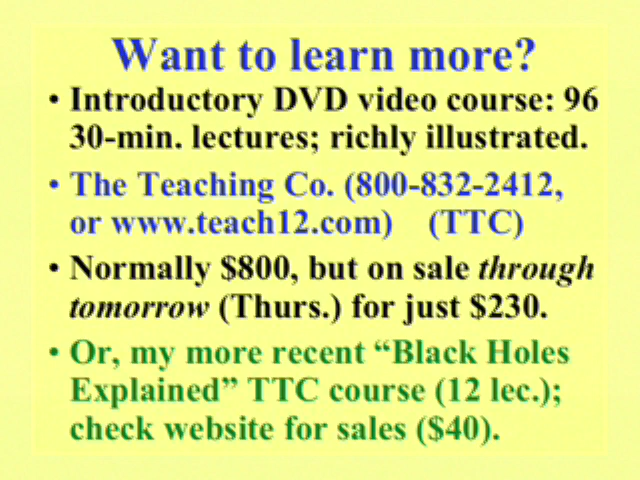 Want to learn more?
• Introductory DVD video course: 96
30-min. lectures; richly illustrated.
• The Teaching Co. (800-832-2412,
or www.teach12.com) (TTC)
• Normally $800, but on sale through
tomorrow (Thurs.) for just $230.
• Or, my more recent “Black Holes
Explained” TTC course (12 lec.);
check website for sales ($40).